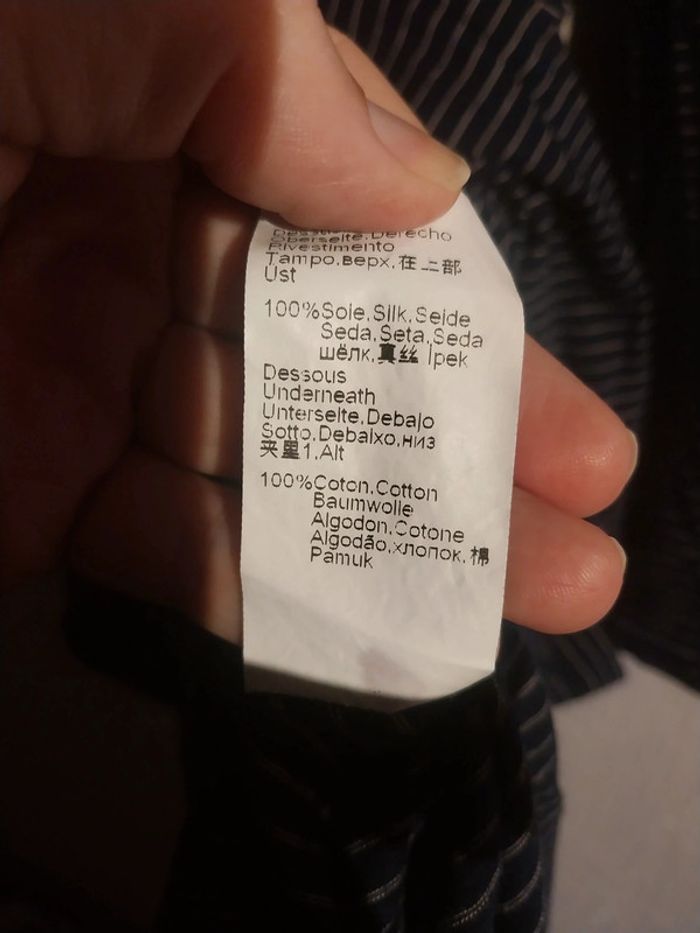 Dessus. Derecho
Oberseite.
Rivestimento
Tampo.верх.在上部
Üst
100%Soie.Silk.Seide
Seda.Seta.Seda
шёлк.真丝 İpek
Dessous
Underneath
Unterseite.Debajo
Sotto.Debaixo.низ
夹里1.Alt
100%Coton.Cotton
Baumwolle
Algodon.Cotone
Algodão.хлопок.棉
Pamuk